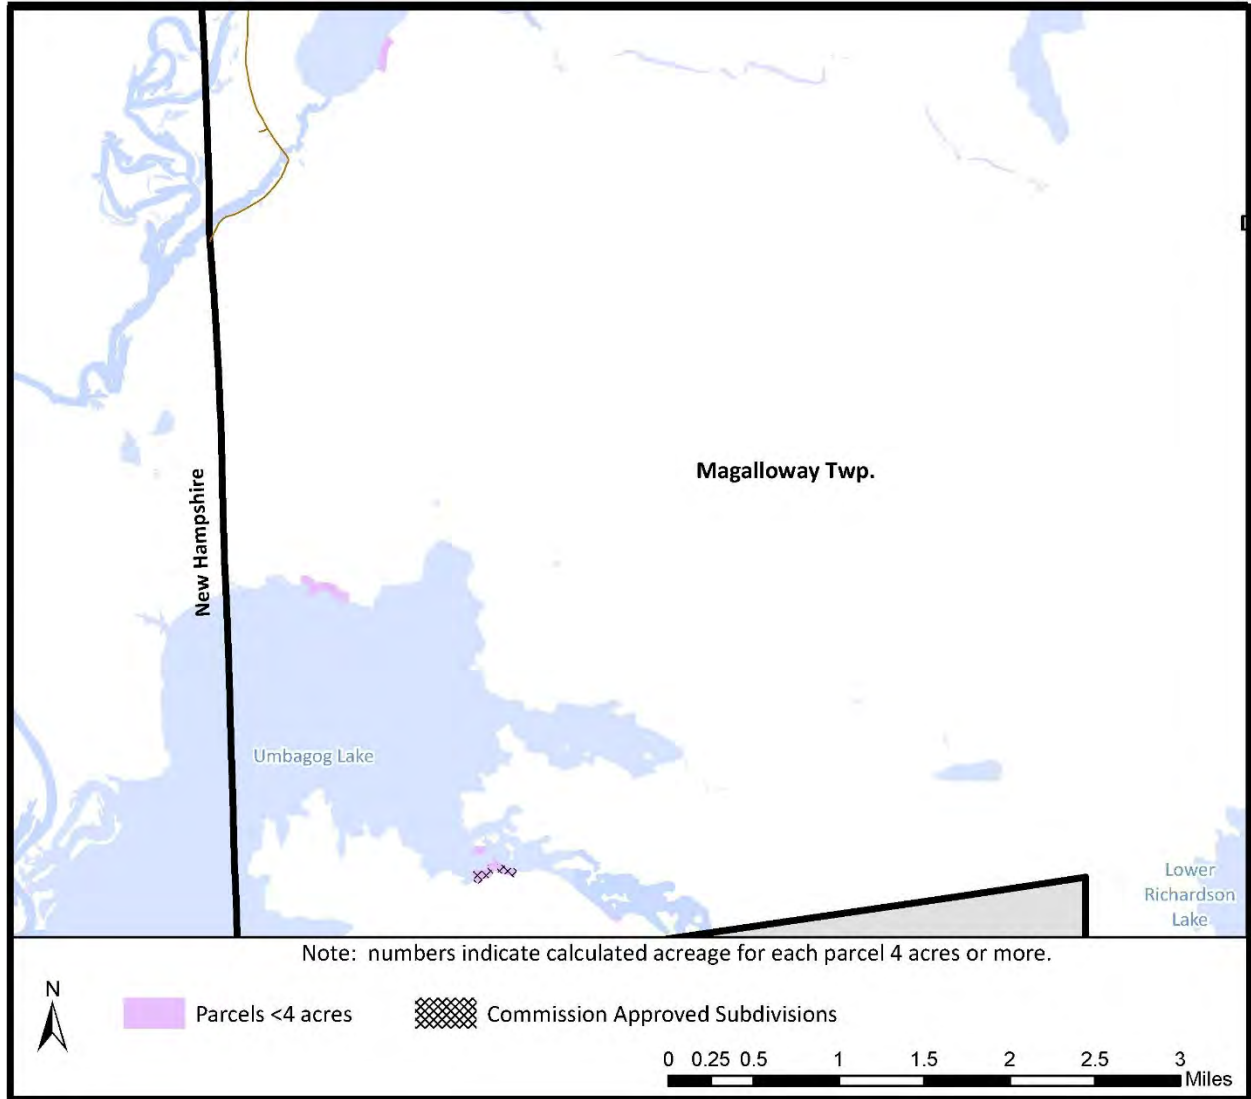 Magalloway Twp.
New Hampshire
Umbagog Lake
Lower
Richardson
Lake
Note: numbers indicate calculated acreage for each parcel 4 acres or more.
N
Parcels <4 acres
Commission Approved Subdivisions
0 0.25 0.5 1 1.5 2 2.5 3
Miles